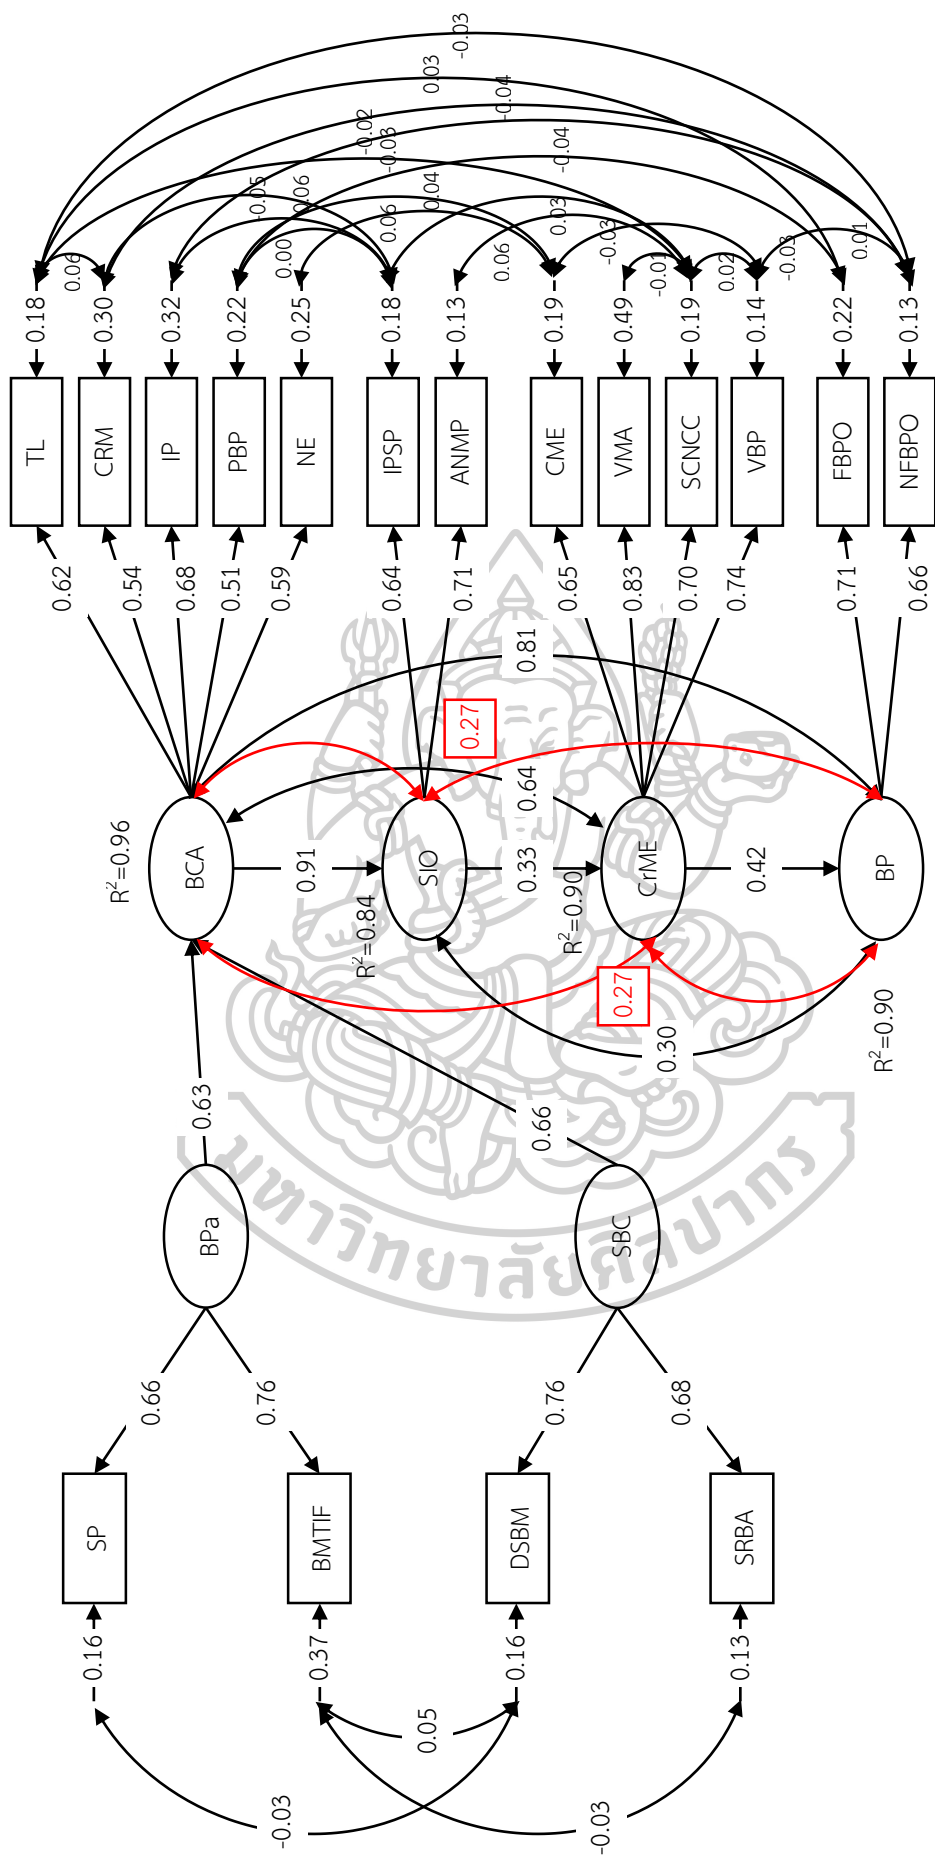 -0.03
0.16
SP
0.66
0.05
0.37
BMTIF
0.76
-0.03
0.16
DSBM
0.76
0.13
SRBA
0.68
BPa
SBC
0.63
0.66
R²=0.96
BCA
0.91
R²=0.84
SIO
0.33
R²=0.90
CrME
0.42
R²=0.90
BP
0.27
0.30
0.64
0.27
0.81
0.62
TL
0.18
0.54
CRM
0.30
0.68
IP
0.32
0.51
PBP
0.22
0.59
NE
0.25
0.64
IPSP
0.18
0.71
ANMP
0.13
0.65
CME
0.19
0.83
VMA
0.49
0.70
SCNCC
0.19
0.74
VBP
0.14
0.71
FBPO
0.22
0.66
NFBPO
0.13
0.06
-0.05
0.00
0.06
0.06
-0.02
-0.03
0.04
0.06
0.03
-0.03
-0.01
0.02
-0.03
0.01
-0.04
-0.04
0.03
-0.03
มหาวิทยาลัยศิลปากร